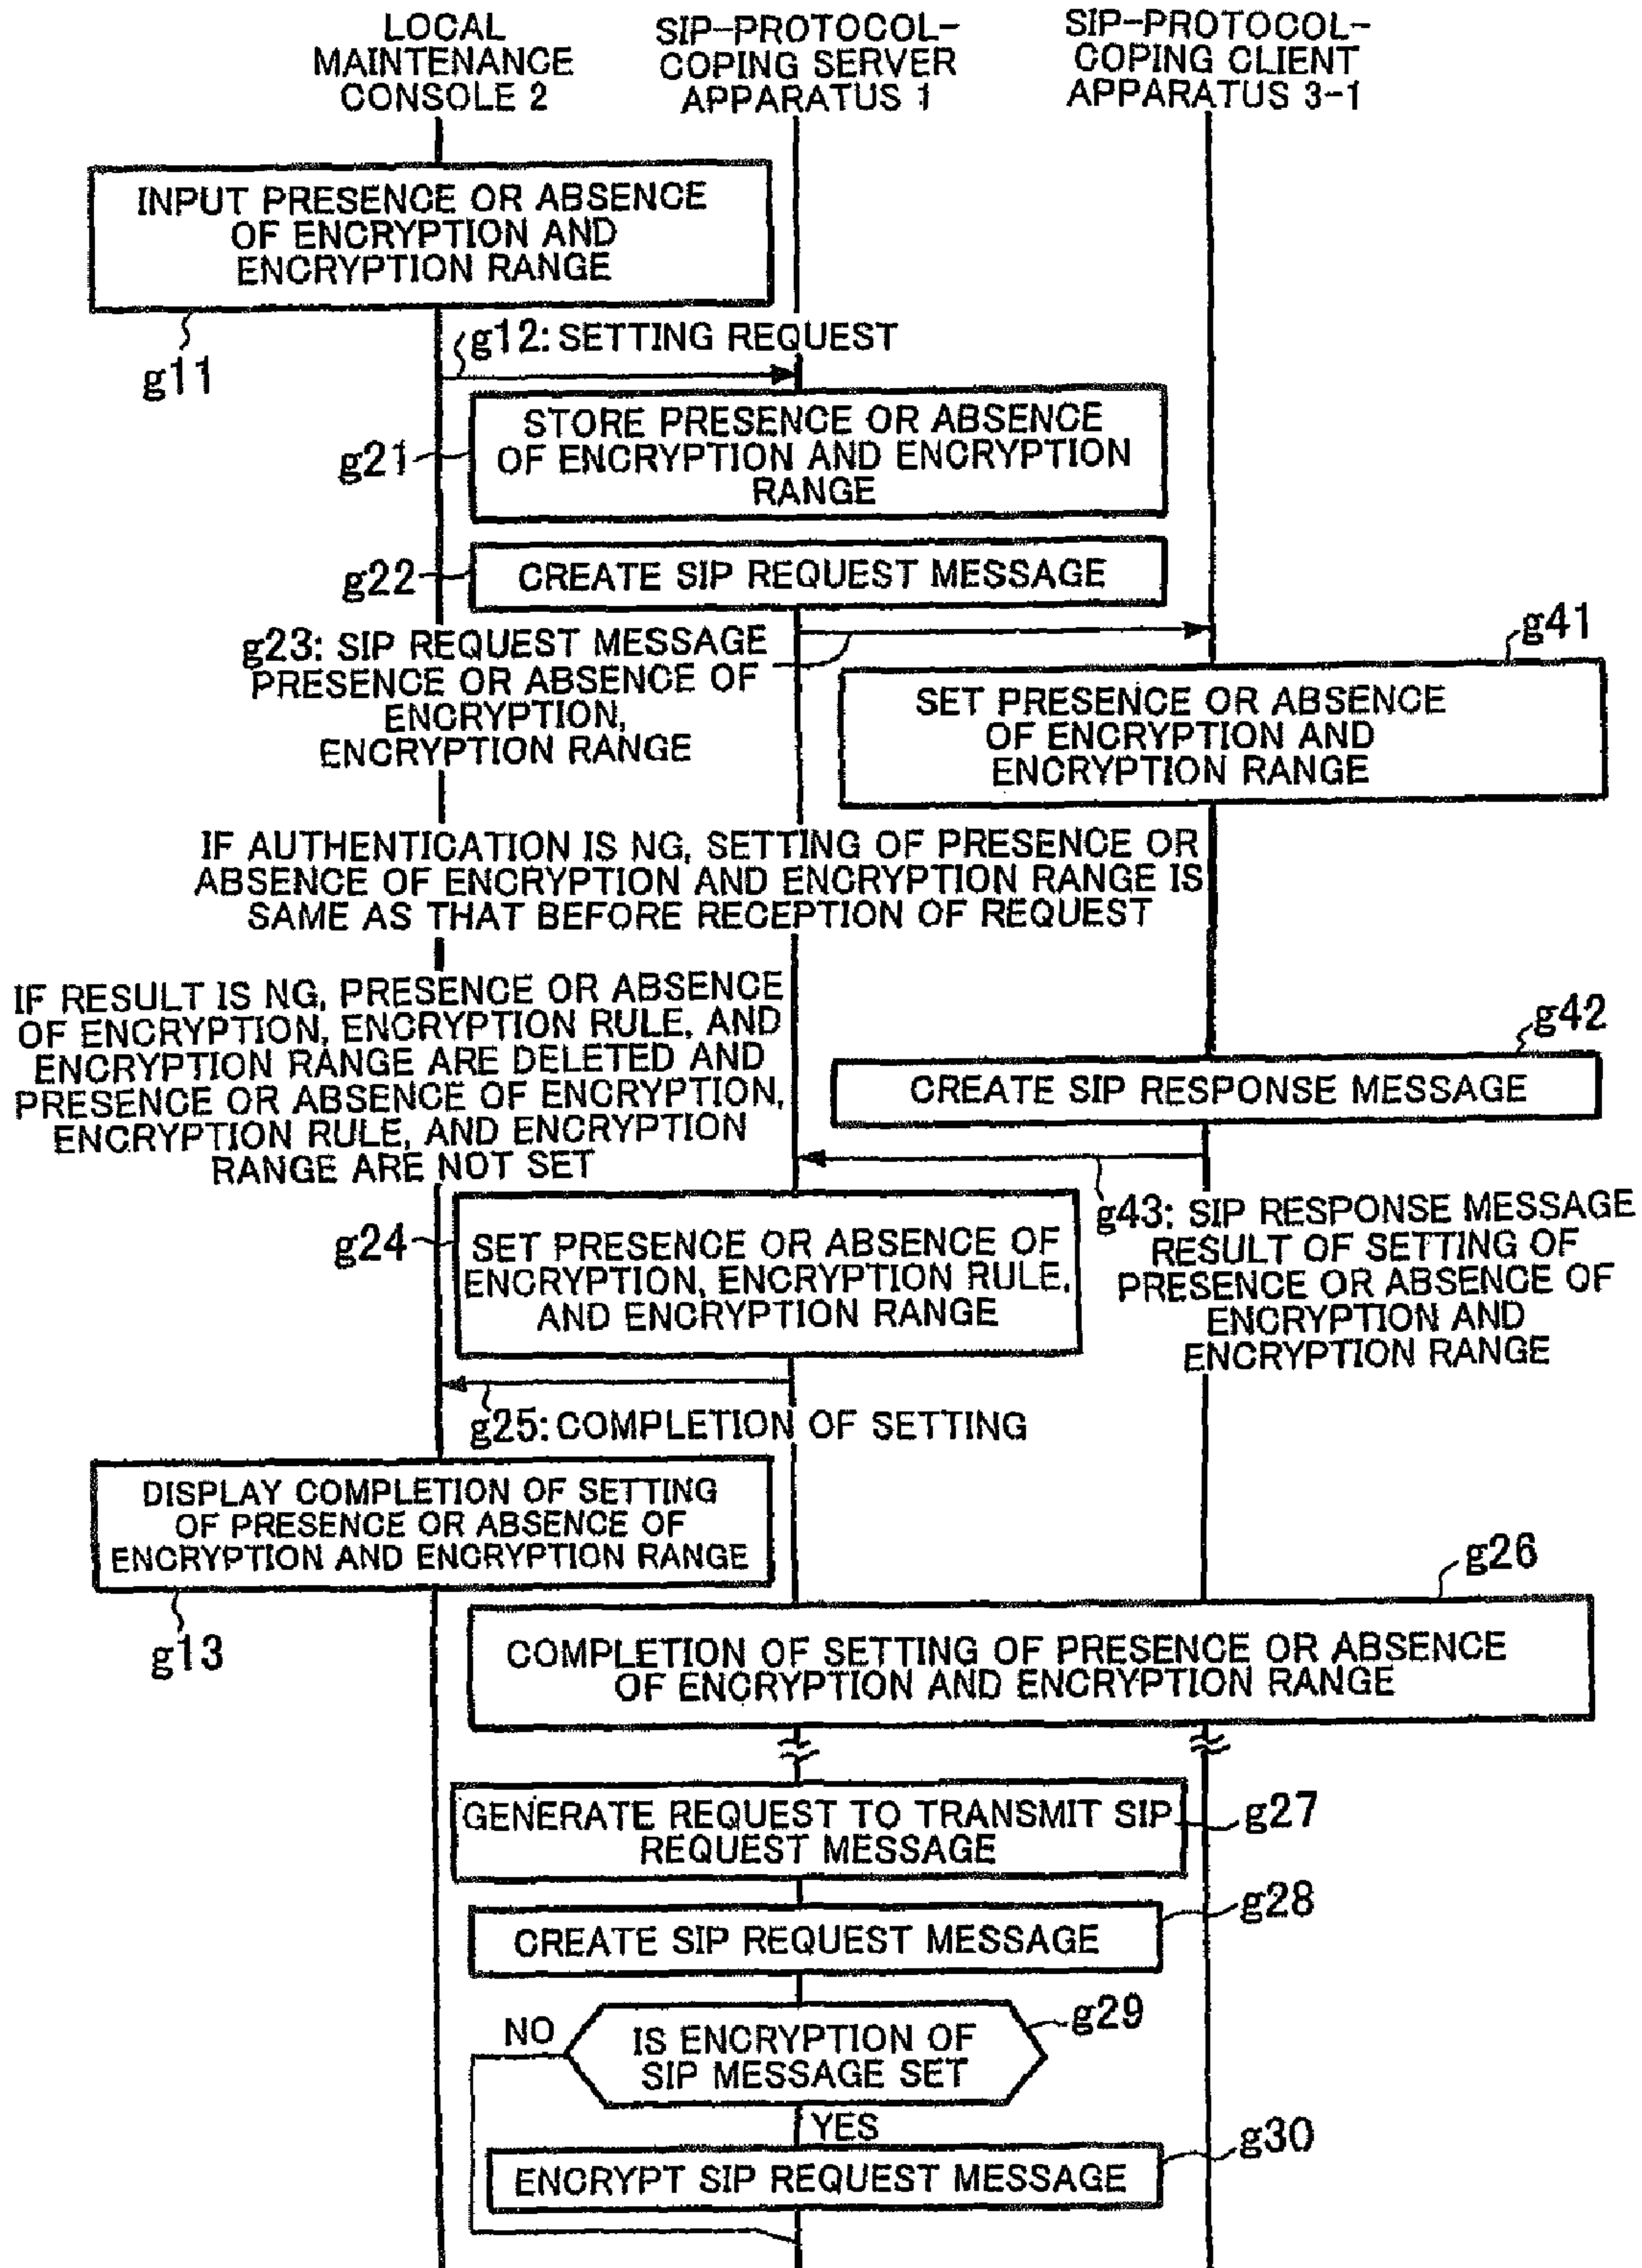 LOCAL
MAINTENANCE
CONSOLE 2
SIP-PROTOCOL-
COPING SERVER
APPARATUS 1
SIP-PROTOCOL-
COPING CLIENT
APPARATUS 3-1
INPUT PRESENCE OR ABSENCE
OF ENCRYPTION AND
ENCRYPTION RANGE
g11
g12: SETTING REQUEST
g21
STORE PRESENCE OR ABSENCE
OF ENCRYPTION AND ENCRYPTION
RANGE
g22
CREATE SIP REQUEST MESSAGE
g23: SIP REQUEST MESSAGE
PRESENCE OR ABSENCE OF
ENCRYPTION,
ENCRYPTION RANGE
g41
SET PRESENCE OR ABSENCE
OF ENCRYPTION AND
ENCRYPTION RANGE
IF AUTHENTICATION IS NG, SETTING OF PRESENCE OR
ABSENCE OF ENCRYPTION AND ENCRYPTION RANGE IS
SAME AS THAT BEFORE RECEPTION OF REQUEST
IF RESULT IS NG, PRESENCE OR ABSENCE
OF ENCRYPTION, ENCRYPTION RULE, AND
ENCRYPTION RANGE ARE DELETED AND
PRESENCE OR ABSENCE OF ENCRYPTION,
ENCRYPTION RULE, AND ENCRYPTION
RANGE ARE NOT SET
g42
CREATE SIP RESPONSE MESSAGE
g43: SIP RESPONSE MESSAGE
RESULT OF SETTING OF
PRESENCE OR ABSENCE OF
ENCRYPTION AND
ENCRYPTION RANGE
g24
SET PRESENCE OR ABSENCE OF
ENCRYPTION, ENCRYPTION RULE,
AND ENCRYPTION RANGE
g25: COMPLETION OF SETTING
DISPLAY COMPLETION OF SETTING
OF PRESENCE OR ABSENCE OF
ENCRYPTION AND ENCRYPTION RANGE
g13
g26
COMPLETION OF SETTING OF PRESENCE OR ABSENCE
OF ENCRYPTION AND ENCRYPTION RANGE
GENERATE REQUEST TO TRANSMIT SIP
REQUEST MESSAGE
g27
g28
CREATE SIP REQUEST MESSAGE
NO
IS ENCRYPTION OF
SIP MESSAGE SET
g29
YES
g30
ENCRYPT SIP REQUEST MESSAGE